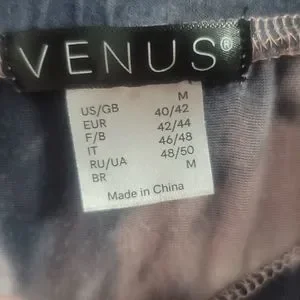 VENUS®
M
US/GB 40/42
EUR 42/44
F/B 46/48
IT 48/50
RU/UA M
BR
Made in China